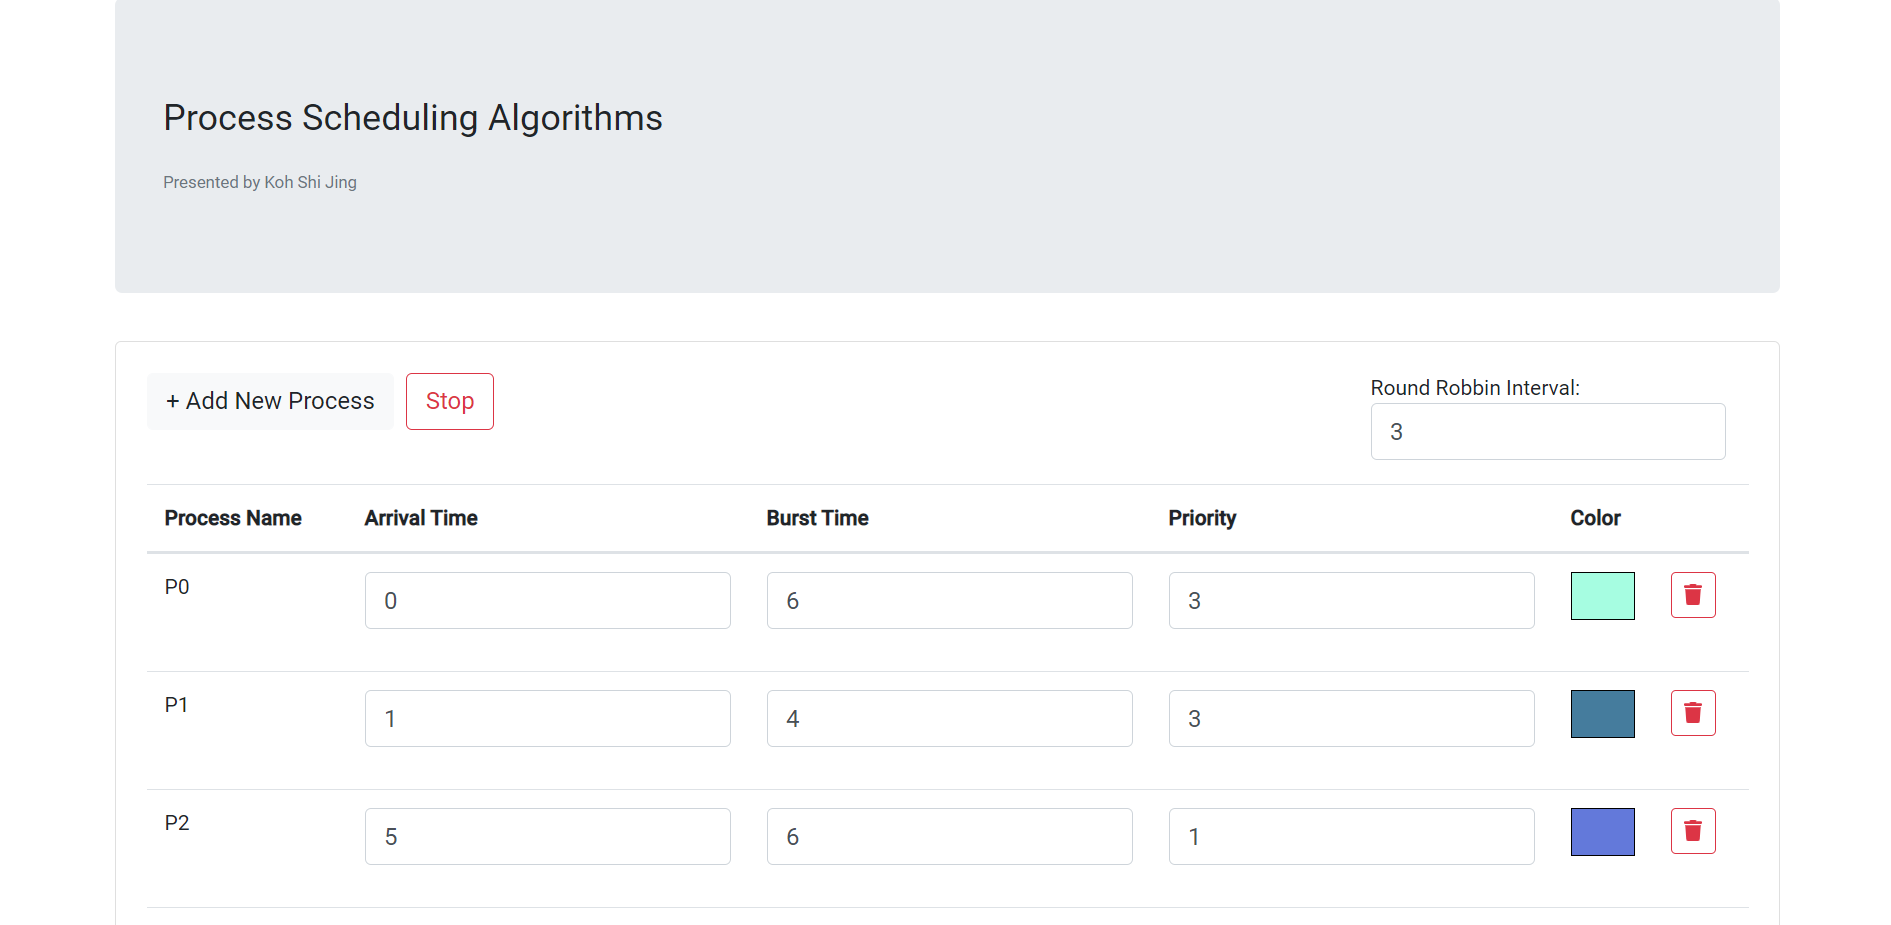 Process Scheduling Algorithms
Presented by Koh Shi Jing
+ Add New Process Stop
Round Robbin Interval:
3
Process Name Arrival Time Burst Time Priority Color
P0 0 6 3
P1 1 4 3
P2 5 6 1